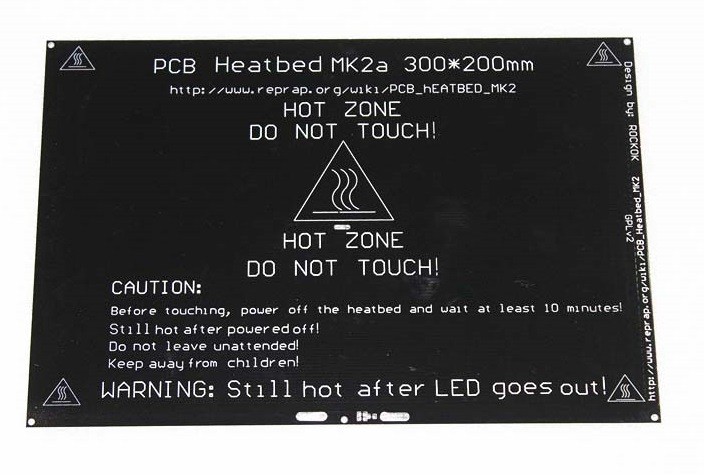 PCB Heatbed MK2a 300*200mm
http://www.reprap.org/wiki/PCB_hEATBED_MK2
HOT ZONE
DO NOT TOUCH!
HOT ZONE
DO NOT TOUCH!
CAUTION:
Before touching, power off the heatbed and wait at least 10 minutes!
Still hot after powered off!
Do not leave unattended!
Keep away from children!
WARNING: Still hot after LED goes out!
Design by: ROCKOK
GPLv2
http://www.reprap.org/wiki/PCB_Heatbed_MK2